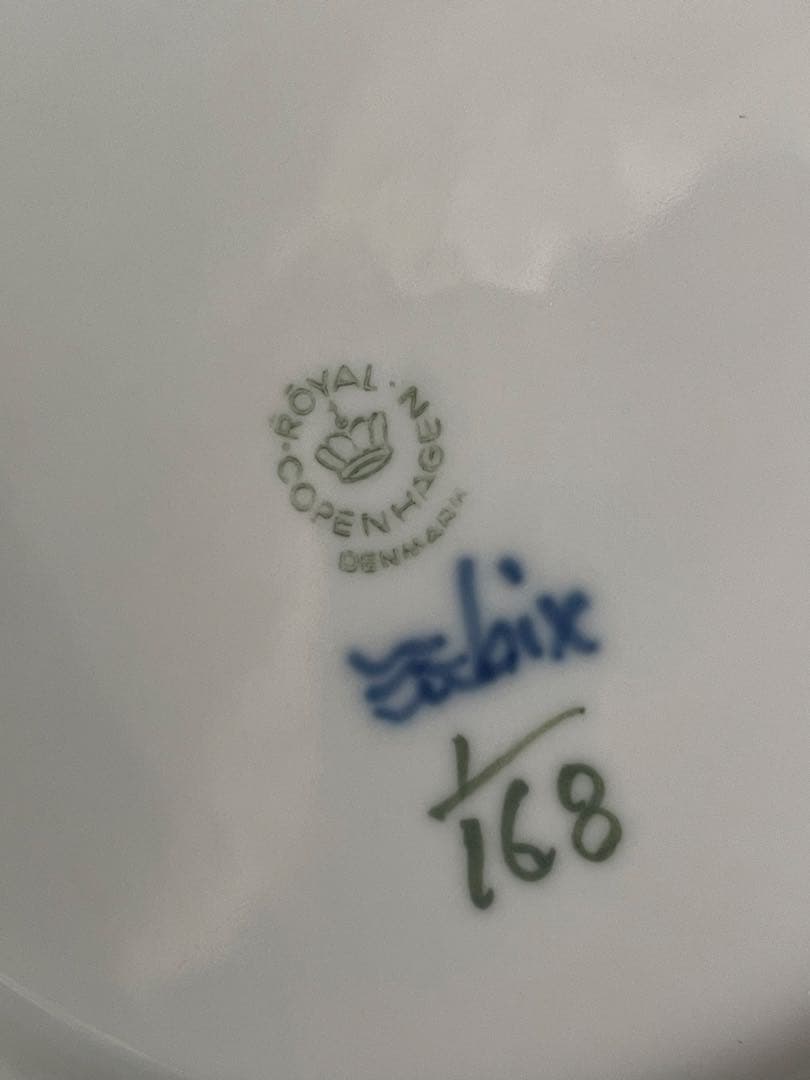 ROYAL · COPENHAGEN ·
DENMARK
1/168